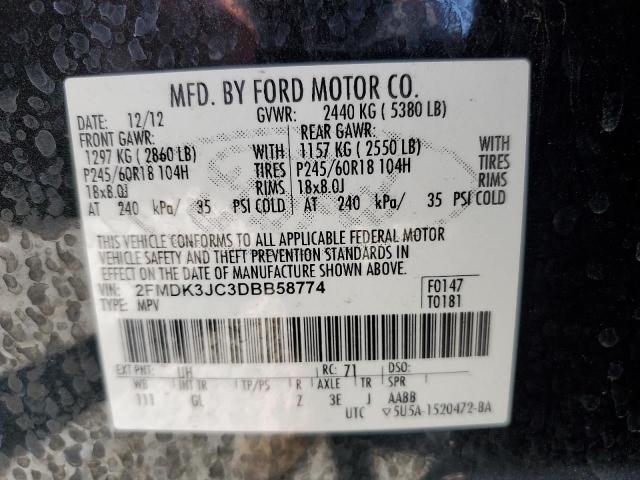 MFD. BY FORD MOTOR CO.
DATE: 12/12 GVWR: 2440 KG ( 5380 LB)
FRONT GAWR: REAR GAWR:
1297 KG ( 2860 LB) WITH 1157 KG ( 2550 LB) WITH
P245/60R18 104H TIRES P245/60R18 104H TIRES
18x8.0J RIMS 18x8.0J RIMS
AT 240 kPa/ 35 PSI COLD AT 240 kPa/ 35 PSI COLD
THIS VEHICLE CONFORMS TO ALL APPLICABLE FEDERAL MOTOR
VEHICLE SAFETY AND THEFT PREVENTION STANDARDS IN
EFFECT ON THE DATE OF MANUFACTURE SHOWN ABOVE.
VIN: 2FMDK3JC3DBB58774 F0147
TYPE: MPV T0181
EXT PNT: UH RC: 71 DSO:
WB INT TR TP/PS R AXLE TR SPR
111 GL 2 3E J AABB
UTC ▽5U5A-1520472-BA